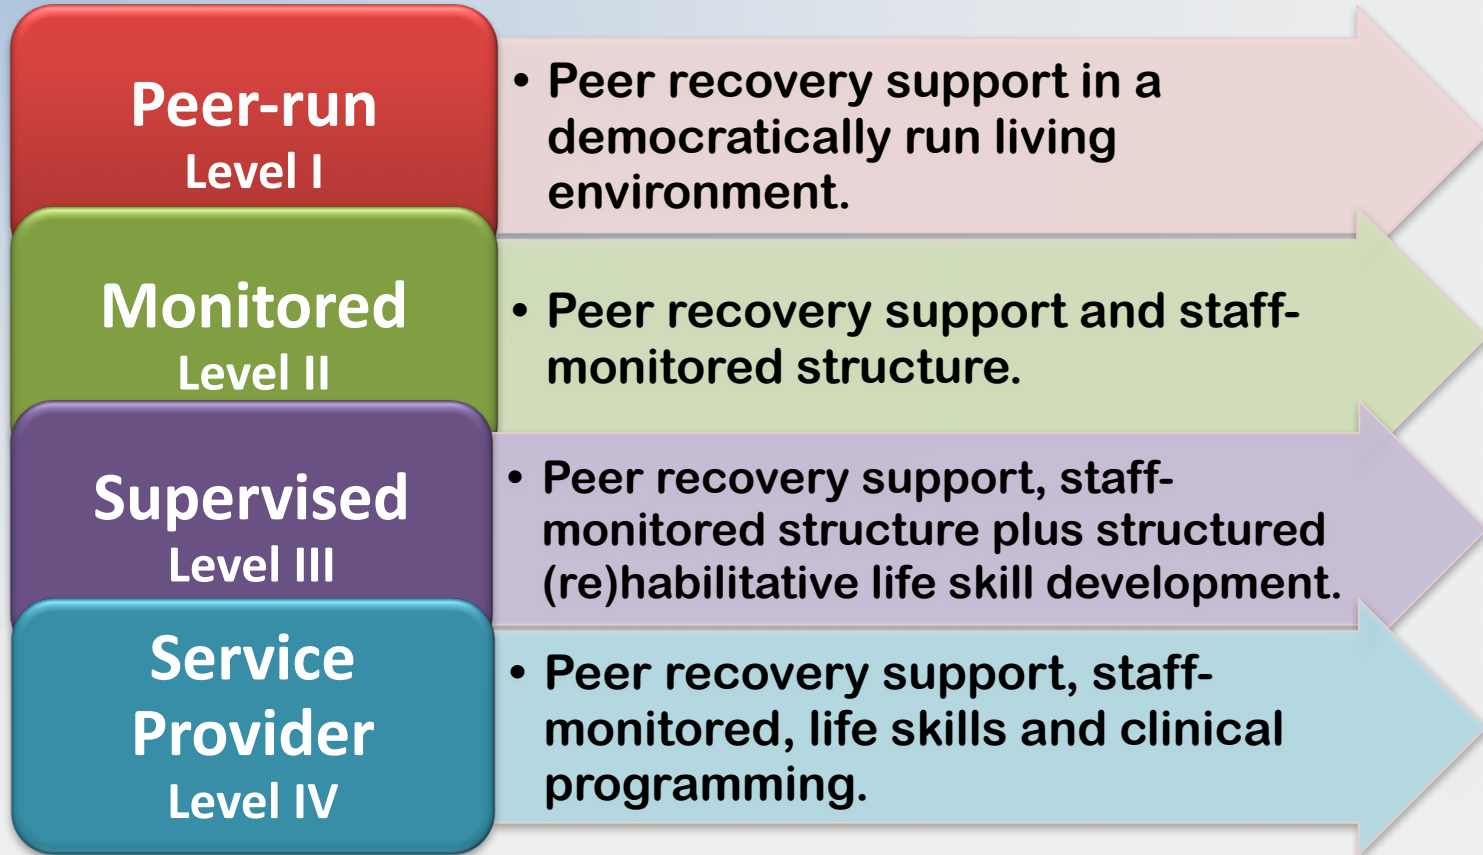 Peer-run
Level I
• Peer recovery support in a
democratically run living
environment.
Monitored
Level II
• Peer recovery support and staff-
monitored structure.
Supervised
Level III
• Peer recovery support, staff-
monitored structure plus structured
(re)habilitative life skill development.
Service
Provider
Level IV
• Peer recovery support, staff-
monitored, life skills and clinical
programming.